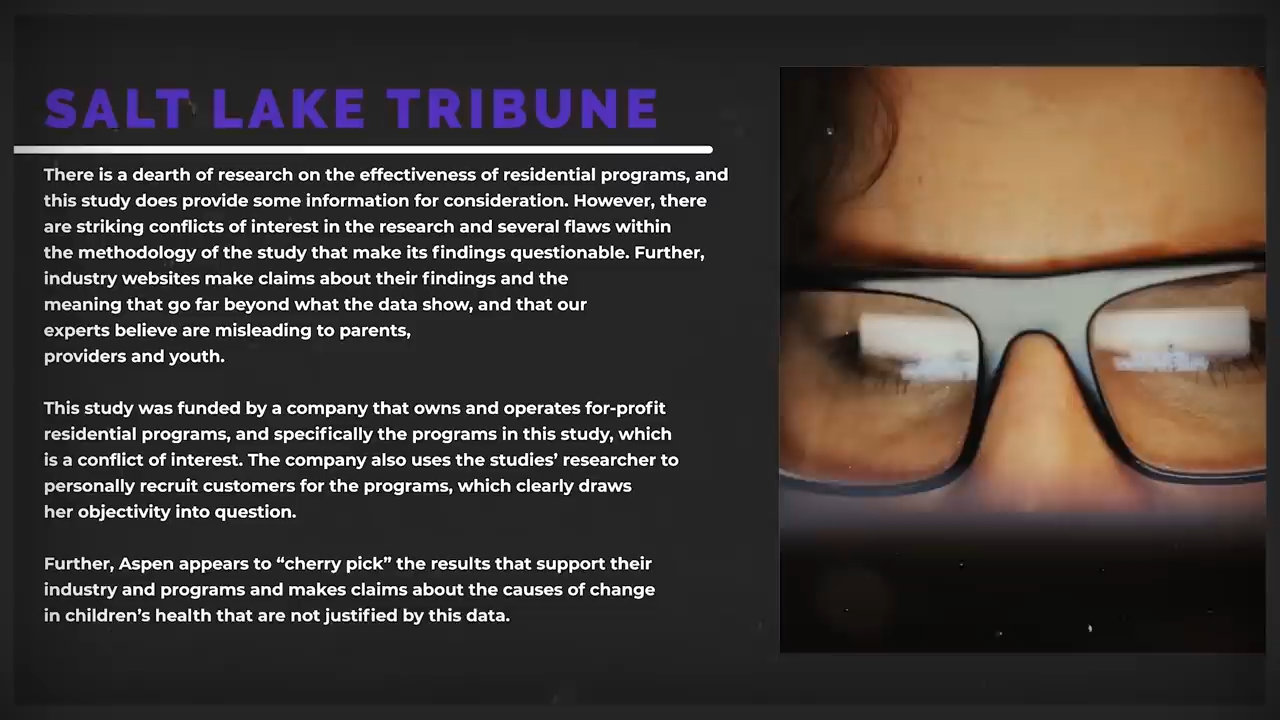 SALT LAKE TRIBUNE
There is a dearth of research on the effectiveness of residential programs, and
this study does provide some information for consideration. However, there
are striking conflicts of interest in the research and several flaws within
the methodology of the study that make its findings questionable. Further,
industry websites make claims about their findings and the
meaning that go far beyond what the data show, and that our
experts believe are misleading to parents,
providers and youth.
This study was funded by a company that owns and operates for-profit
residential programs, and specifically the programs in this study, which
is a conflict of interest. The company also uses the studies’ researcher to
personally recruit customers for the programs, which clearly draws
her objectivity into question.
Further, Aspen appears to “cherry pick” the results that support their
industry and programs and makes claims about the causes of change
in children’s health that are not justified by this data.